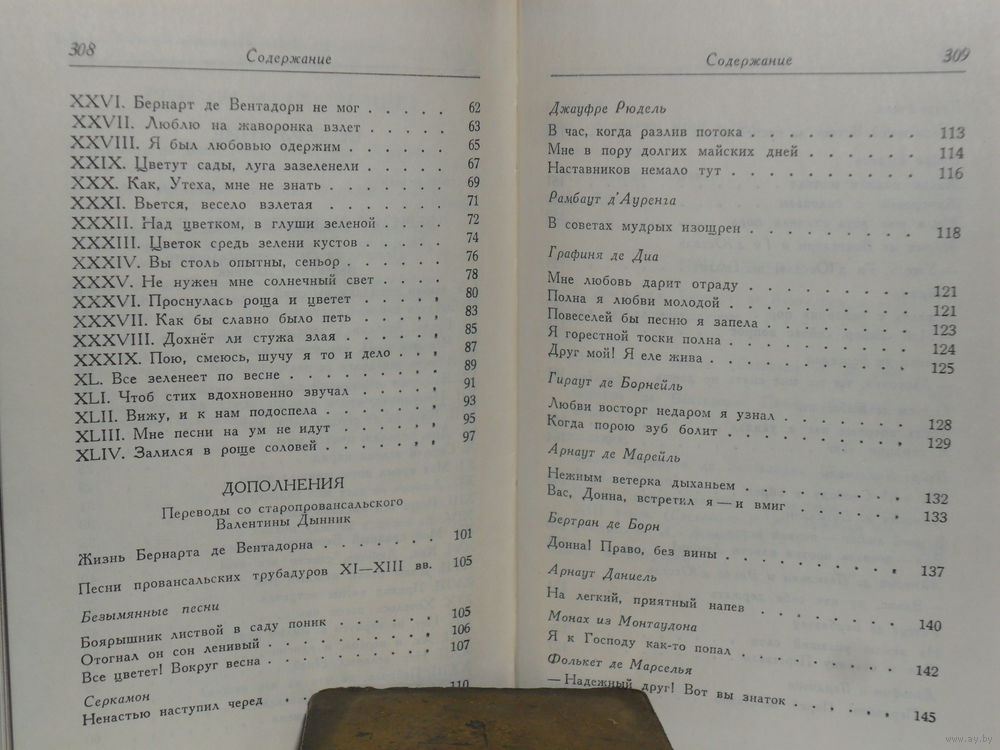 308
Содержание
XXVI. Бернарт де Вентадорн не мог . . . . . 62
XXVII. Люблю на жаворонка взлет . . . . . 63
XXVIII. Я был любовью одержим . . . . . . 65
XXIX. Цветут сады, луга зазеленели . . . . . 67
XXX. Как, Утеха, мне не знать . . . . . . . 69
XXXI. Вьется, весело взлетая . . . . . . . 71
XXXII. Над цветком, в глуши зеленой . . . . 72
XXXIII. Цветок средь зелени кустов . . . . . 74
XXXIV. Вы столь опытны, сеньор . . . . . . 76
XXXV. Не нужен мне солнечный свет . . . . 78
XXXVI. Проснулась роща и цветет . . . . . 80
XXXVII. Как бы славно было петь . . . . . 83
XXXVIII. Дохнёт ли стужа злая . . . . . . 85
XXXIX. Пою, смеюсь, шучу я то и дело . . . 87
XL. Все зеленеет по весне . . . . . . . . . 89
XLI. Чтоб стих вдохновенно звучал . . . . . 91
XLII. Вижу, и к нам подоспела . . . . . . . 93
XLIII. Мне песни на ум не идут . . . . . . 95
XLIV. Залился в роще соловей . . . . . . . 97
ДОПОЛНЕНИЯ
Переводы со старопровансальского
Валентины Дынник
Жизнь Бернарта де Вентадорна . . . . . . . 101
Песни провансальских трубадуров XI—XIII вв. 105
Безымянные песни
Боярышник листвой в саду поник . . . . . . 105
Отогнал он сон ленивый . . . . . . . . . 106
Все цветет! Вокруг весна . . . . . . . . . 107
Серкамон
Ненастью наступил черед . 110
309
Содержание
Джауфре Рюдель
В час, когда разлив потока . . . . . . . . . 113
Мне в пору долгих майских дней . . . . . . 114
Наставников немало тут . . . . . . . . . . 116
Рамбаут д'Ауренга
В советах мудрых изощрен . . . . . . . . . 118
Графиня де Диа
Мне любовь дарит отраду . . . . . . . . . 121
Полна я любви молодой . . . . . . . . . . 121
Повеселей бы песню я запела . . . . . . . . 123
Я горестной тоски полна . . . . . . . . . . 124
Друг мой! Я еле жива . . . . . . . . . . . 125
Гираут де Борнейль
Любви восторг недаром я узнал . . . . . . . 128
Когда порою зуб болит . . . . . . . . . . 129
Арнаут де Марейль
Нежным ветерка дыханьем . . . . . . . . . 132
Вас, Донна, встретил я — и вмиг . . . . . . 133
Бертран де Борн
Донна! Право, без вины . . . . . . . . . . 137
Арнаут Даниель
На легкий, приятный напев . . . . . . . . . 140
Монах из Монтаудона
Я к Господу как-то попал . . . . . . . . . 142
Фолькет де Марселья
— Надежный друг! Вот вы знаток . . . . . . 145
www.ay.by